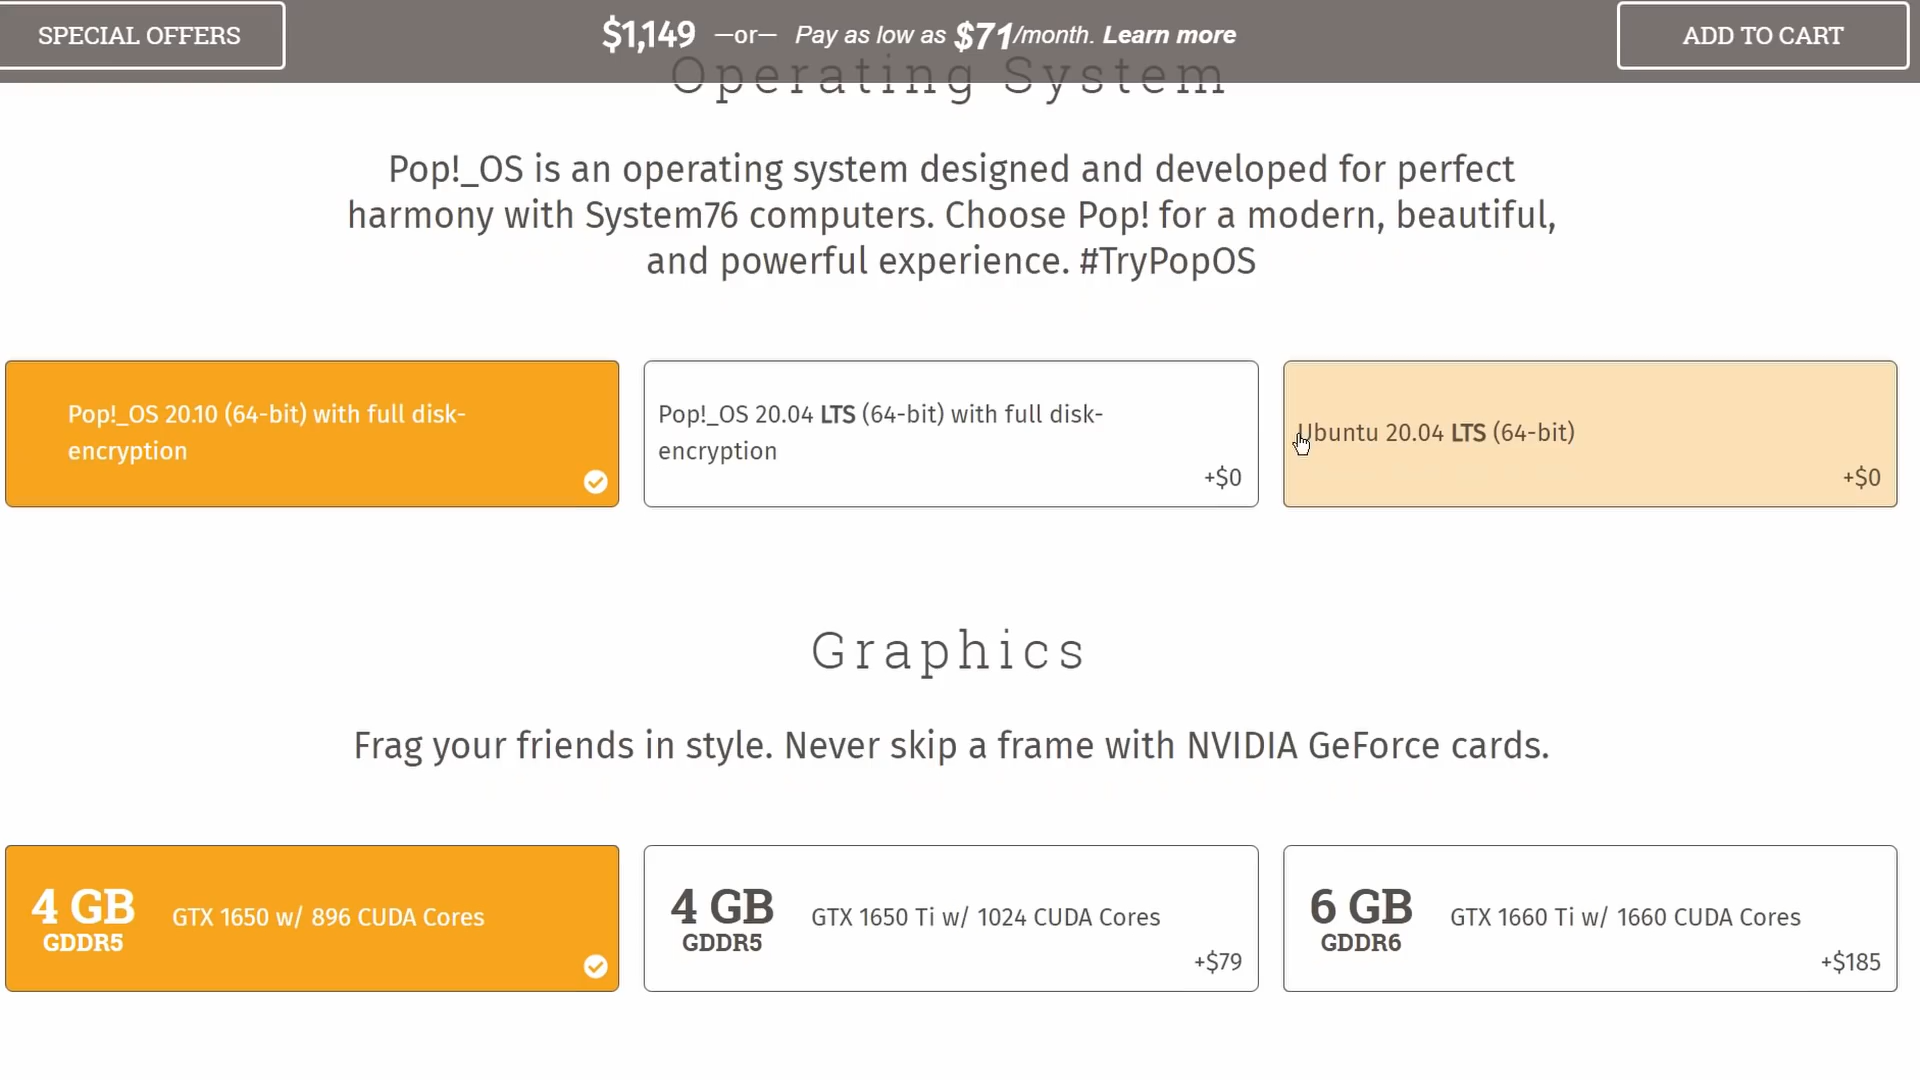 SPECIAL OFFERS
$1,149 —or— Pay as low as $71/month. Learn more
ADD TO CART
Operating System
Pop!_OS is an operating system designed and developed for perfect
harmony with System76 computers. Choose Pop! for a modern, beautiful,
and powerful experience. #TryPopOS
Pop!_OS 20.10 (64-bit) with full disk-
encryption
Pop!_OS 20.04 LTS (64-bit) with full disk-
encryption
+$0
Ubuntu 20.04 LTS (64-bit)
+$0
Graphics
Frag your friends in style. Never skip a frame with NVIDIA GeForce cards.
4 GB
GDDR5
GTX 1650 w/ 896 CUDA Cores
4 GB
GDDR5
GTX 1650 Ti w/ 1024 CUDA Cores
+$79
6 GB
GDDR6
GTX 1660 Ti w/ 1660 CUDA Cores
+$185